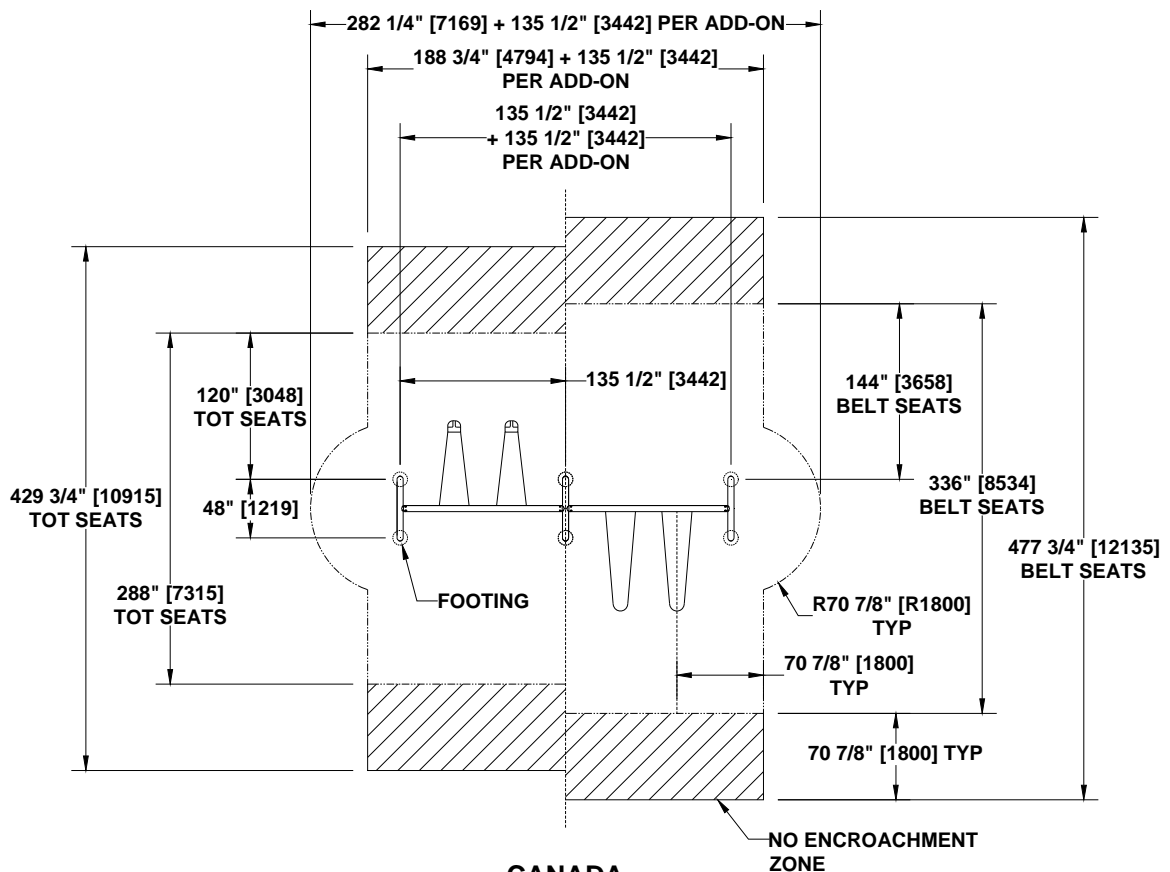 282 1/4" [7169] + 135 1/2" [3442] PER ADD-ON
188 3/4" [4794] + 135 1/2" [3442]
PER ADD-ON
135 1/2" [3442]
+ 135 1/2" [3442]
PER ADD-ON
135 1/2" [3442]
120" [3048]
TOT SEATS
144" [3658]
BELT SEATS
429 3/4" [10915]
TOT SEATS
48" [1219]
336" [8534]
BELT SEATS
477 3/4" [12135]
BELT SEATS
288" [7315]
TOT SEATS
FOOTING
R70 7/8" [R1800]
TYP
70 7/8" [1800]
TYP
70 7/8" [1800] TYP
NO ENCROACHMENT
ZONE
CANADA